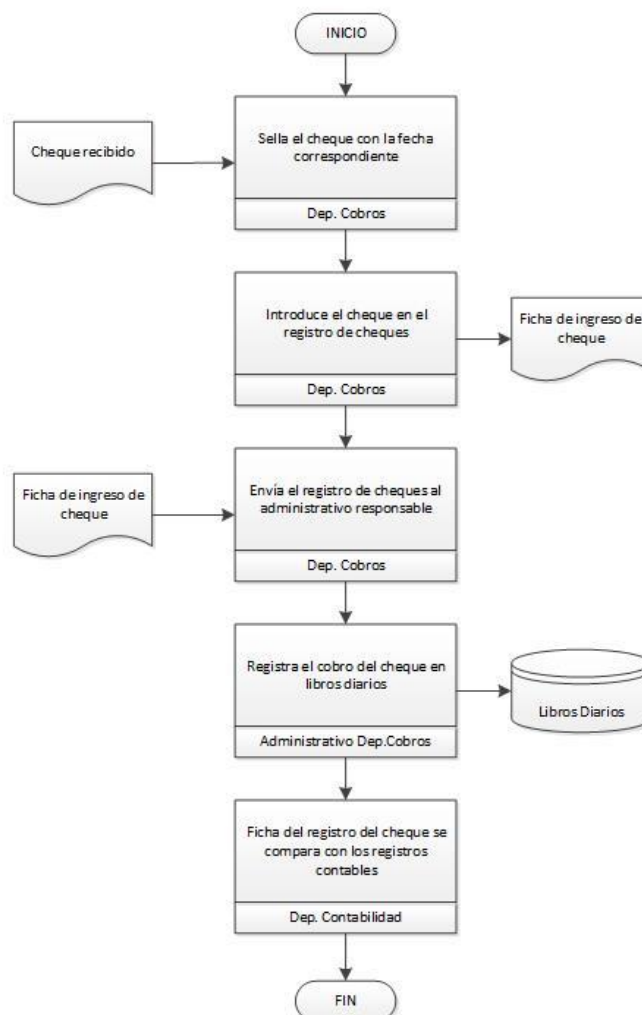 INICIO
Cheque recibido
Sella el cheque con la fecha
correspondiente
Dep. Cobros
Introduce el cheque en el
registro de cheques
Dep. Cobros
Ficha de ingreso de
cheque
Ficha de ingreso de
cheque
Envía el registro de cheques al
administrativo responsable
Dep. Cobros
Registra el cobro del cheque en
libros diarios
Administrativo Dep.Cobros
Libros Diarios
Ficha del registro del cheque se
compara con los registros
contables
Dep. Contabilidad
FIN